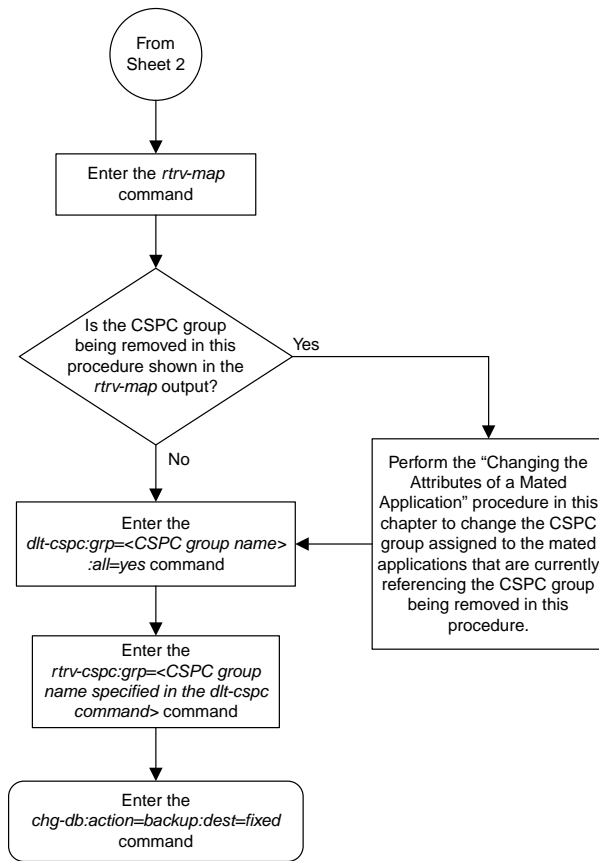 From
Sheet 2
Enter the rtrv-map
command
Is the CSPC group
being removed in this
procedure shown in the
rtrv-map output?
Yes
No
Perform the “Changing the
Attributes of a Mated
Application” procedure in this
chapter to change the CSPC
group assigned to the mated
applications that are currently
referencing the CSPC group
being removed in this
procedure.
Enter the
dlt-cspc:grp=<CSPC group name>
:all=yes command
Enter the
rtrv-cspc:grp=<CSPC group
name specified in the dlt-cspc
command> command
Enter the
chg-db:action=backup:dest=fixed
command